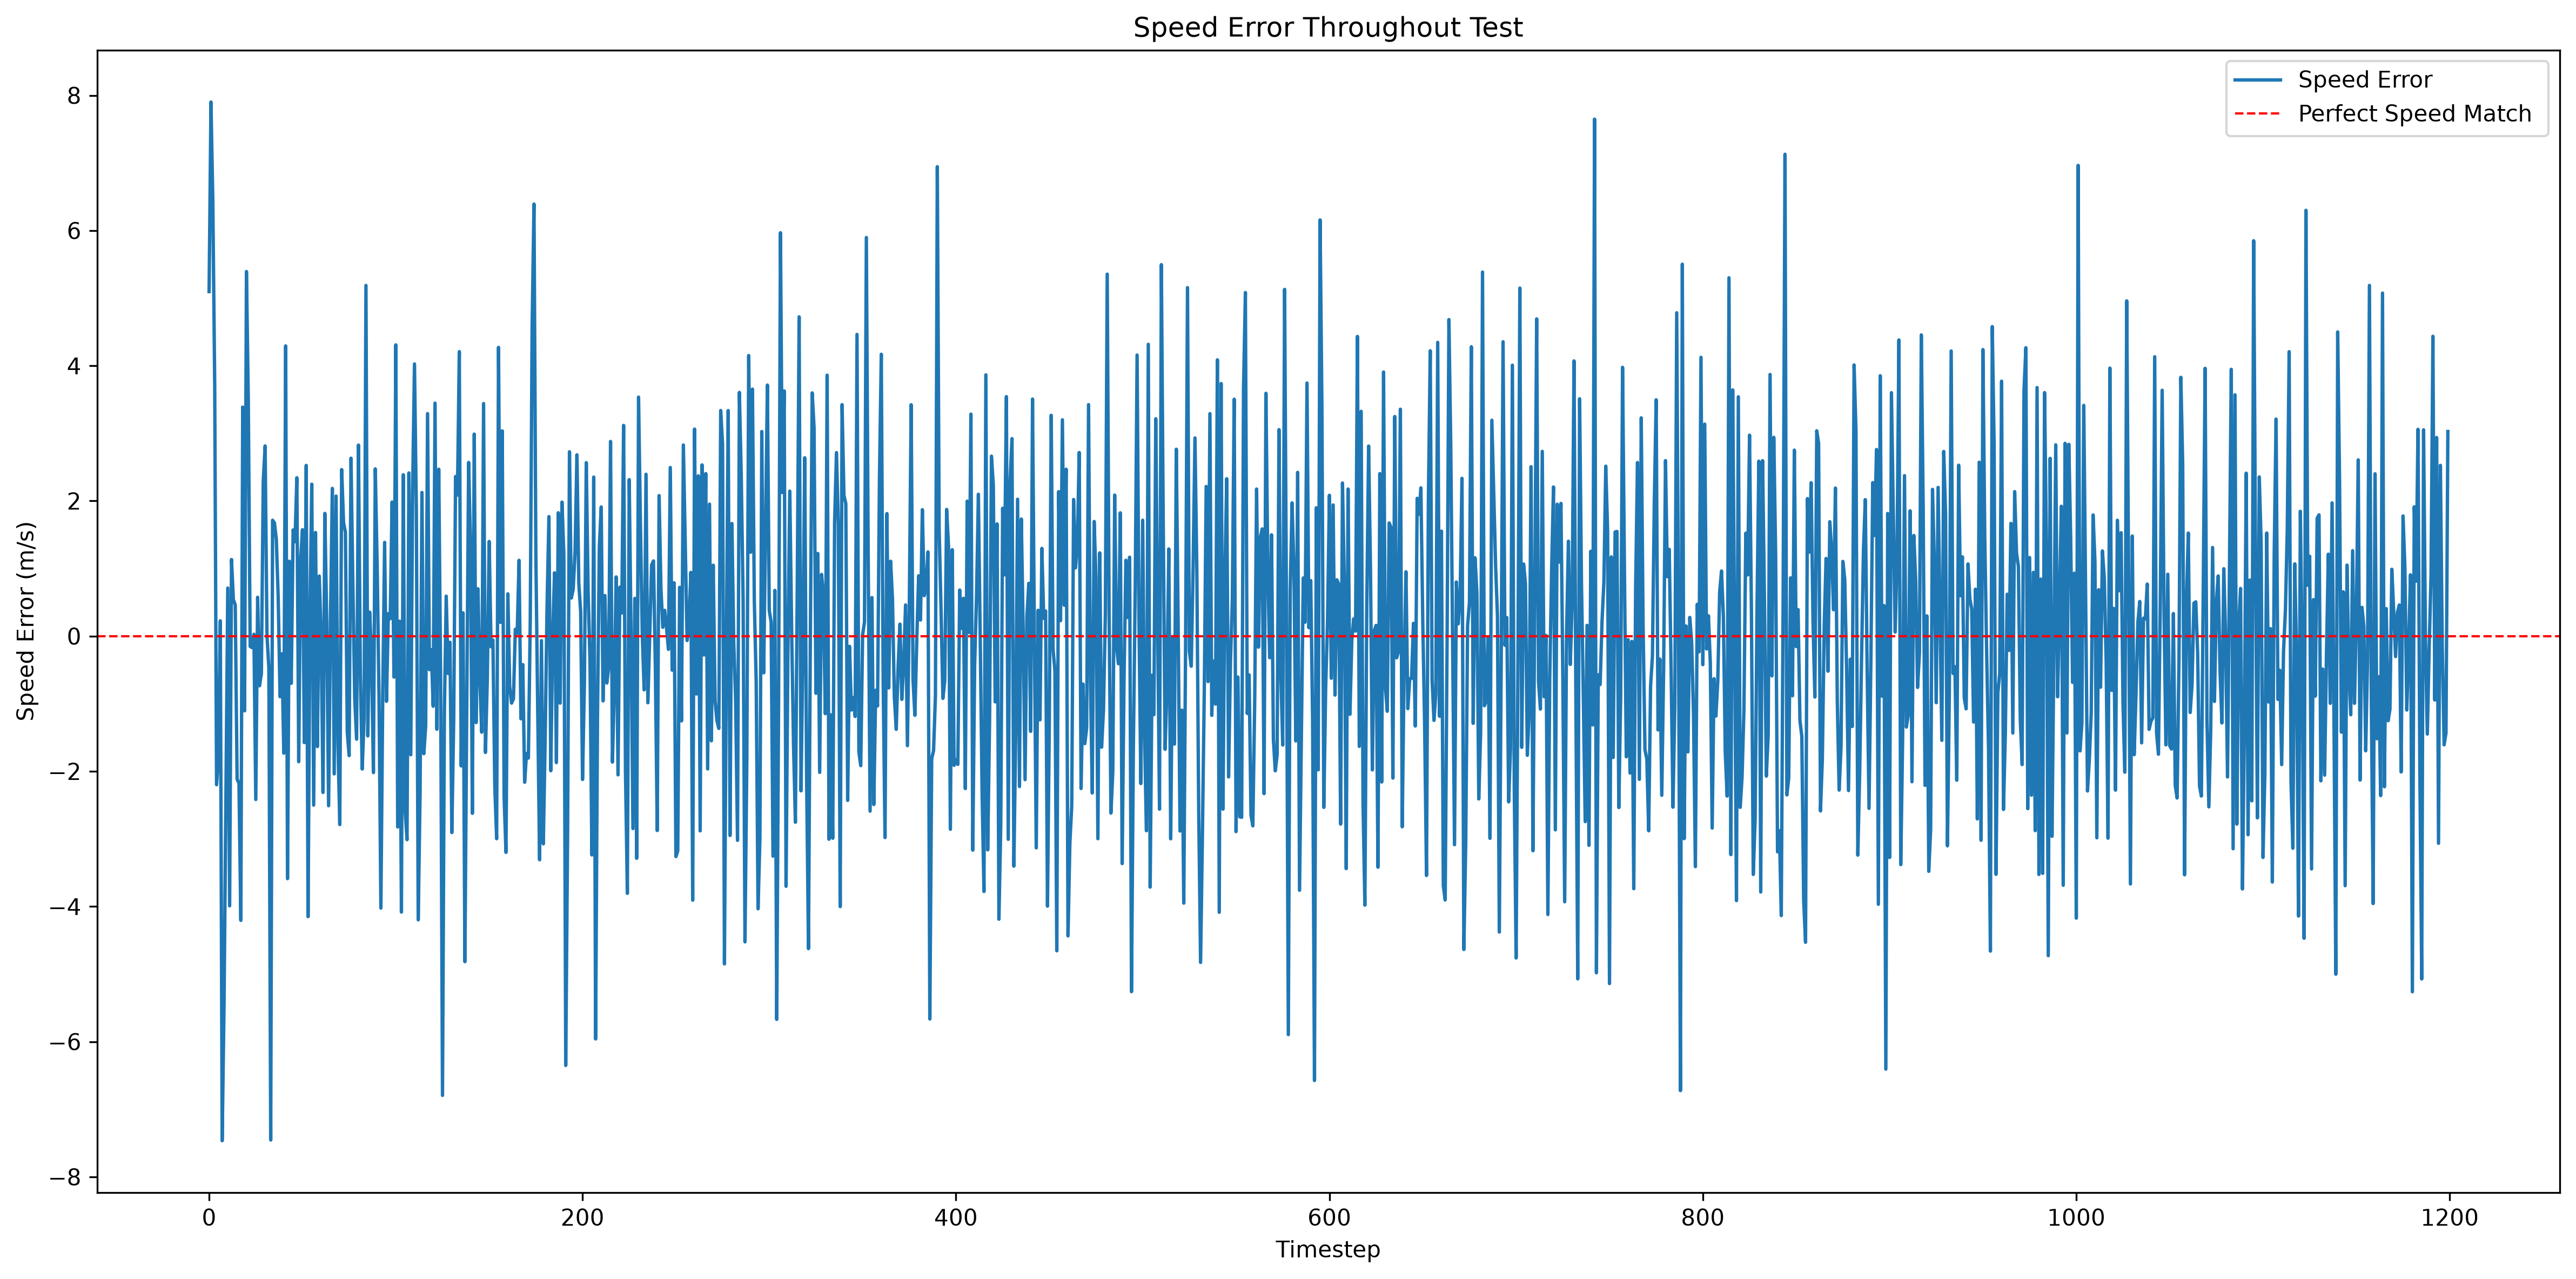 Speed Error Throughout Test
Speed Error
Perfect Speed Match
Speed Error (m/s)
8
6
4
2
0
−2
−4
−6
−8
0 200 400 600 800 1000 1200
Timestep